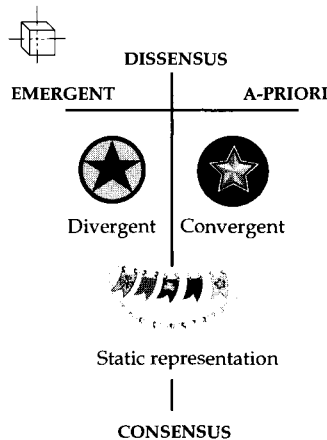 DISSENSUS
EMERGENT A-PRIORI
Divergent Convergent
Static representation
CONSENSUS